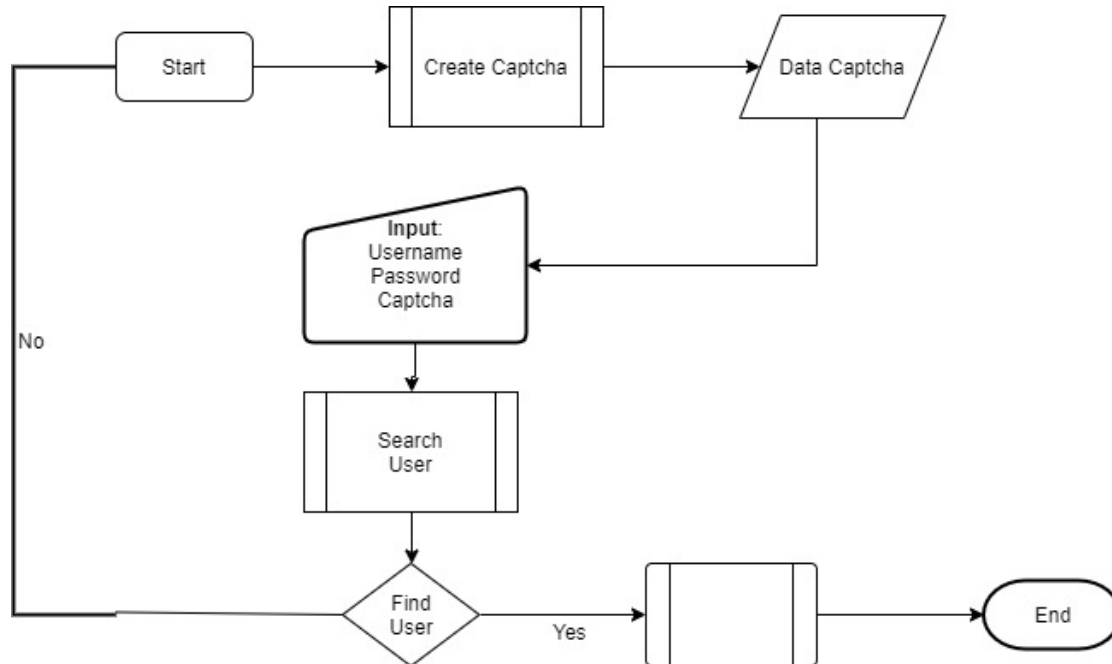 Start
Create Captcha
Data Captcha
Input:
Username
Password
Captcha
No
Search
User
Find
User
Yes
End